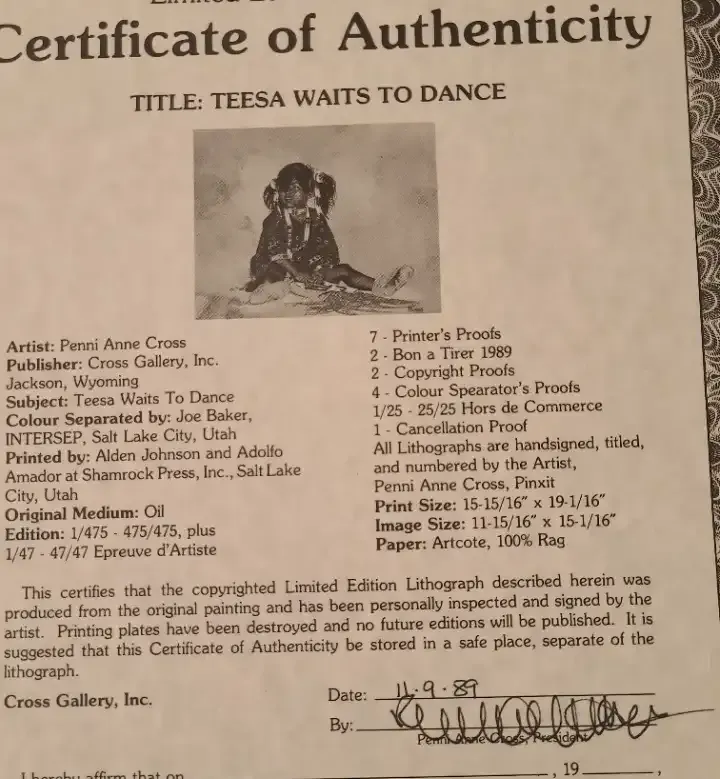 Certificate of Authenticity
TITLE: TEESA WAITS TO DANCE
Artist: Penni Anne Cross
Publisher: Cross Gallery, Inc.
Jackson, Wyoming
Subject: Teesa Waits To Dance
Colour Separated by: Joe Baker,
INTERSEP, Salt Lake City, Utah
Printed by: Alden Johnson and Adolfo
Amador at Shamrock Press, Inc., Salt Lake
City, Utah
Original Medium: Oil
Edition: 1/475 - 475/475, plus
1/47 - 47/47 Epreuve d'Artiste
7 - Printer's Proofs
2 - Bon a Tirer 1989
2 - Copyright Proofs
4 - Colour Spearator's Proofs
1/25 - 25/25 Hors de Commerce
1 - Cancellation Proof
All Lithographs are handsigned, titled,
and numbered by the Artist,
Penni Anne Cross, Pinxit
Print Size: 15-15/16" x 19-1/16"
Image Size: 11-15/16" x 15-1/16"
Paper: Artcote, 100% Rag
This certifies that the copyrighted Limited Edition Lithograph described herein was
produced from the original painting and has been personally inspected and signed by the
artist. Printing plates have been destroyed and no future editions will be published. It is
suggested that this Certificate of Authenticity be stored in a safe place, separate of the
lithograph.
Cross Gallery, Inc.
Date: 11.9.89
By:
Penni Anne Cross, President
I hereby affirm that on , 19 ,